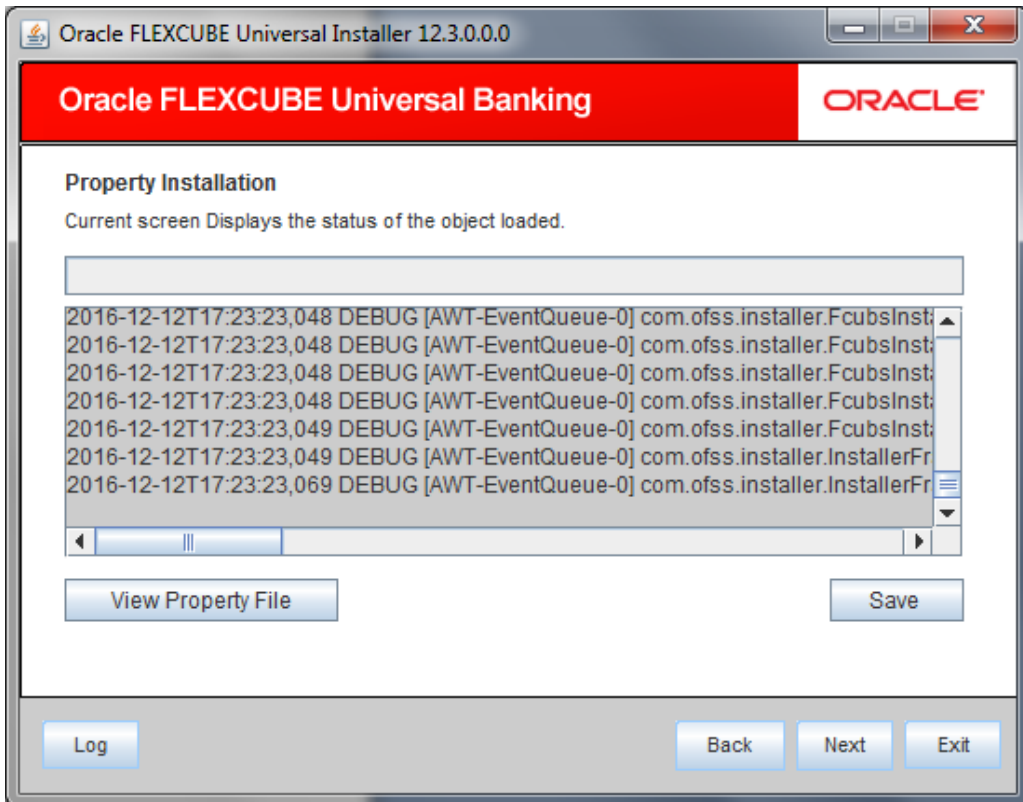 Oracle FLEXCUBE Universal Installer 12.3.0.0.0
Oracle FLEXCUBE Universal Banking
ORACLE
Property Installation
Current screen Displays the status of the object loaded.
2016-12-12T17:23:23,048 DEBUG [AWT-EventQueue-0] com.ofss.installer.FcubsInst
2016-12-12T17:23:23,048 DEBUG [AWT-EventQueue-0] com.ofss.installer.FcubsInst
2016-12-12T17:23:23,048 DEBUG [AWT-EventQueue-0] com.ofss.installer.FcubsInst
2016-12-12T17:23:23,048 DEBUG [AWT-EventQueue-0] com.ofss.installer.FcubsInst
2016-12-12T17:23:23,049 DEBUG [AWT-EventQueue-0] com.ofss.installer.FcubsInst
2016-12-12T17:23:23,049 DEBUG [AWT-EventQueue-0] com.ofss.installer.InstallerFr
2016-12-12T17:23:23,069 DEBUG [AWT-EventQueue-0] com.ofss.installer.InstallerFr
View Property File Save
Log Back Next Exit